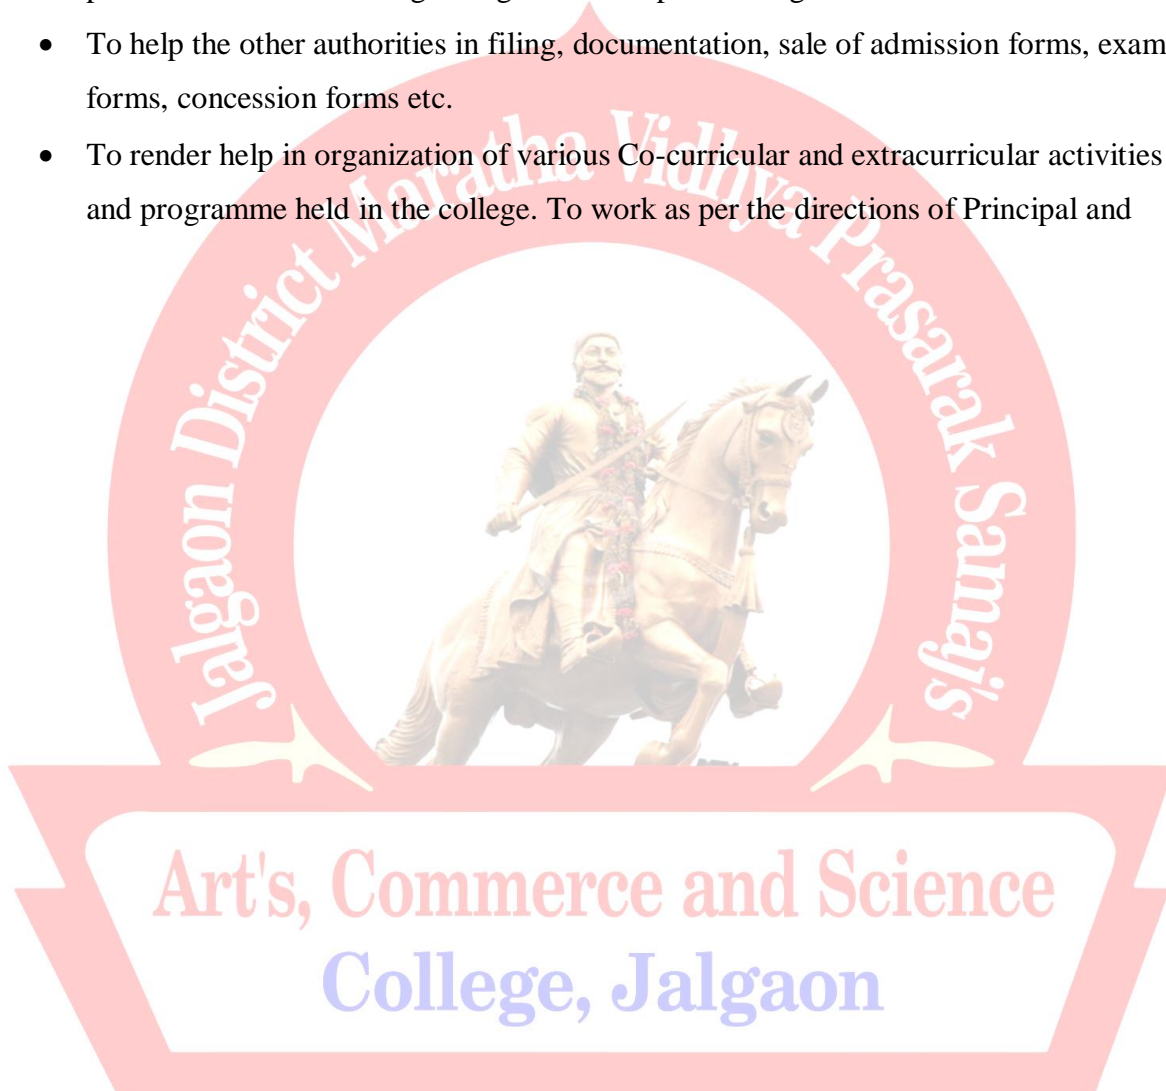 • To help the other authorities in filing, documentation, sale of admission forms, exam
forms, concession forms etc.
• To render help in organization of various Co-curricular and extracurricular activities
and programme held in the college. To work as per the directions of Principal and
Jalgaon District Maratha Vidhya Prasarak Samaj's
Art's, Commerce and Science
College, Jalgaon